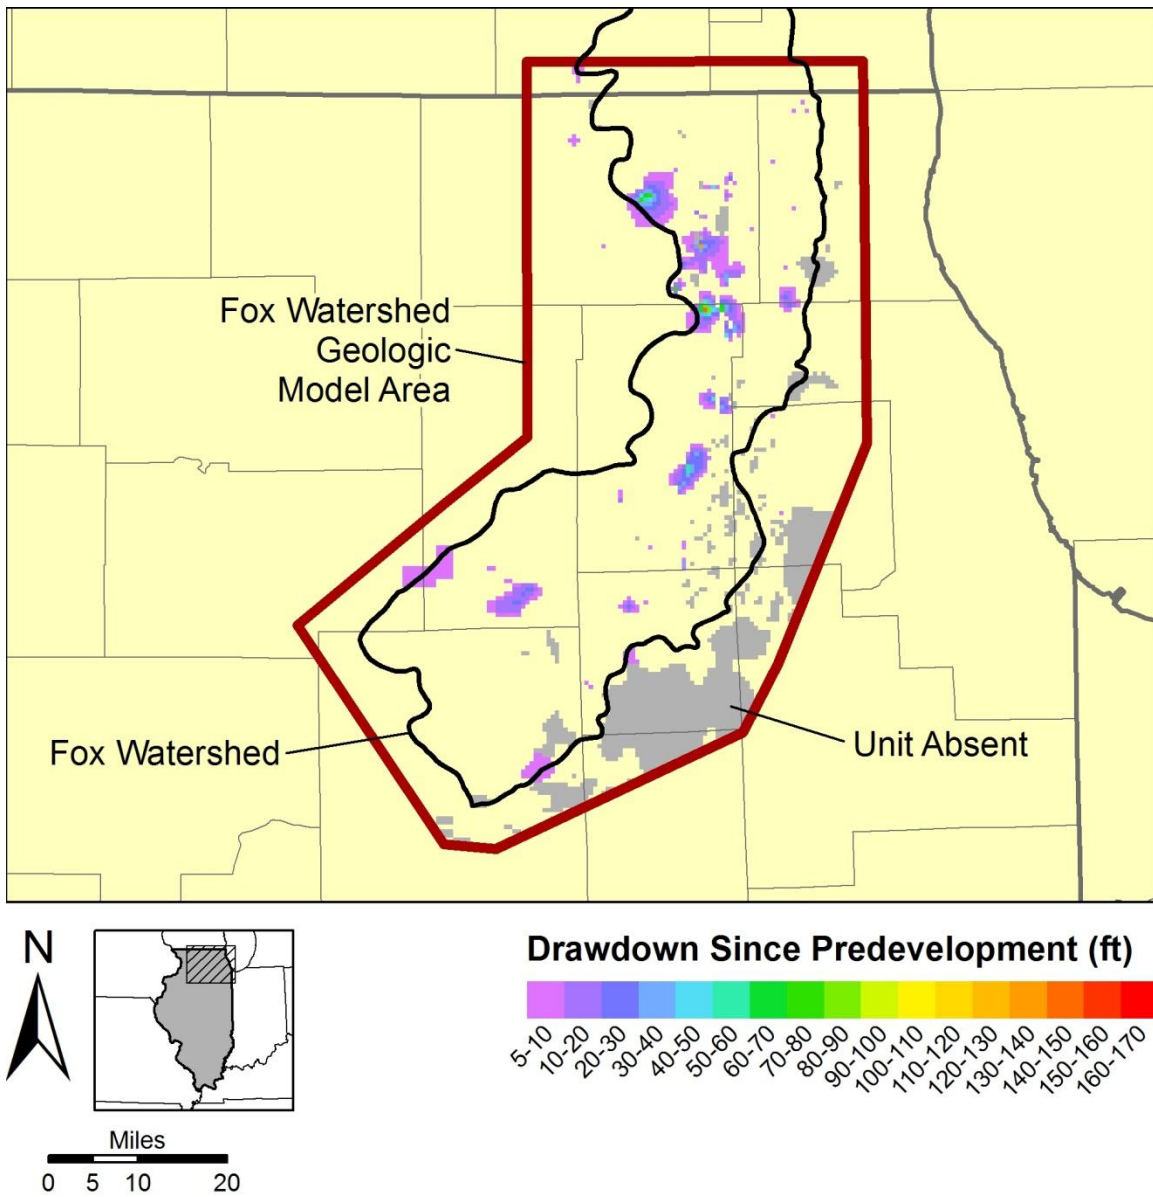 Fox Watershed
Geologic
Model Area
Fox Watershed
Unit Absent
N
Drawdown Since Predevelopment (ft)
5-10
10-20
20-30
30-40
40-50
50-60
60-70
70-80
80-90
90-100
100-110
110-120
120-130
130-140
140-150
150-160
160-170
Miles
0 5 10 20